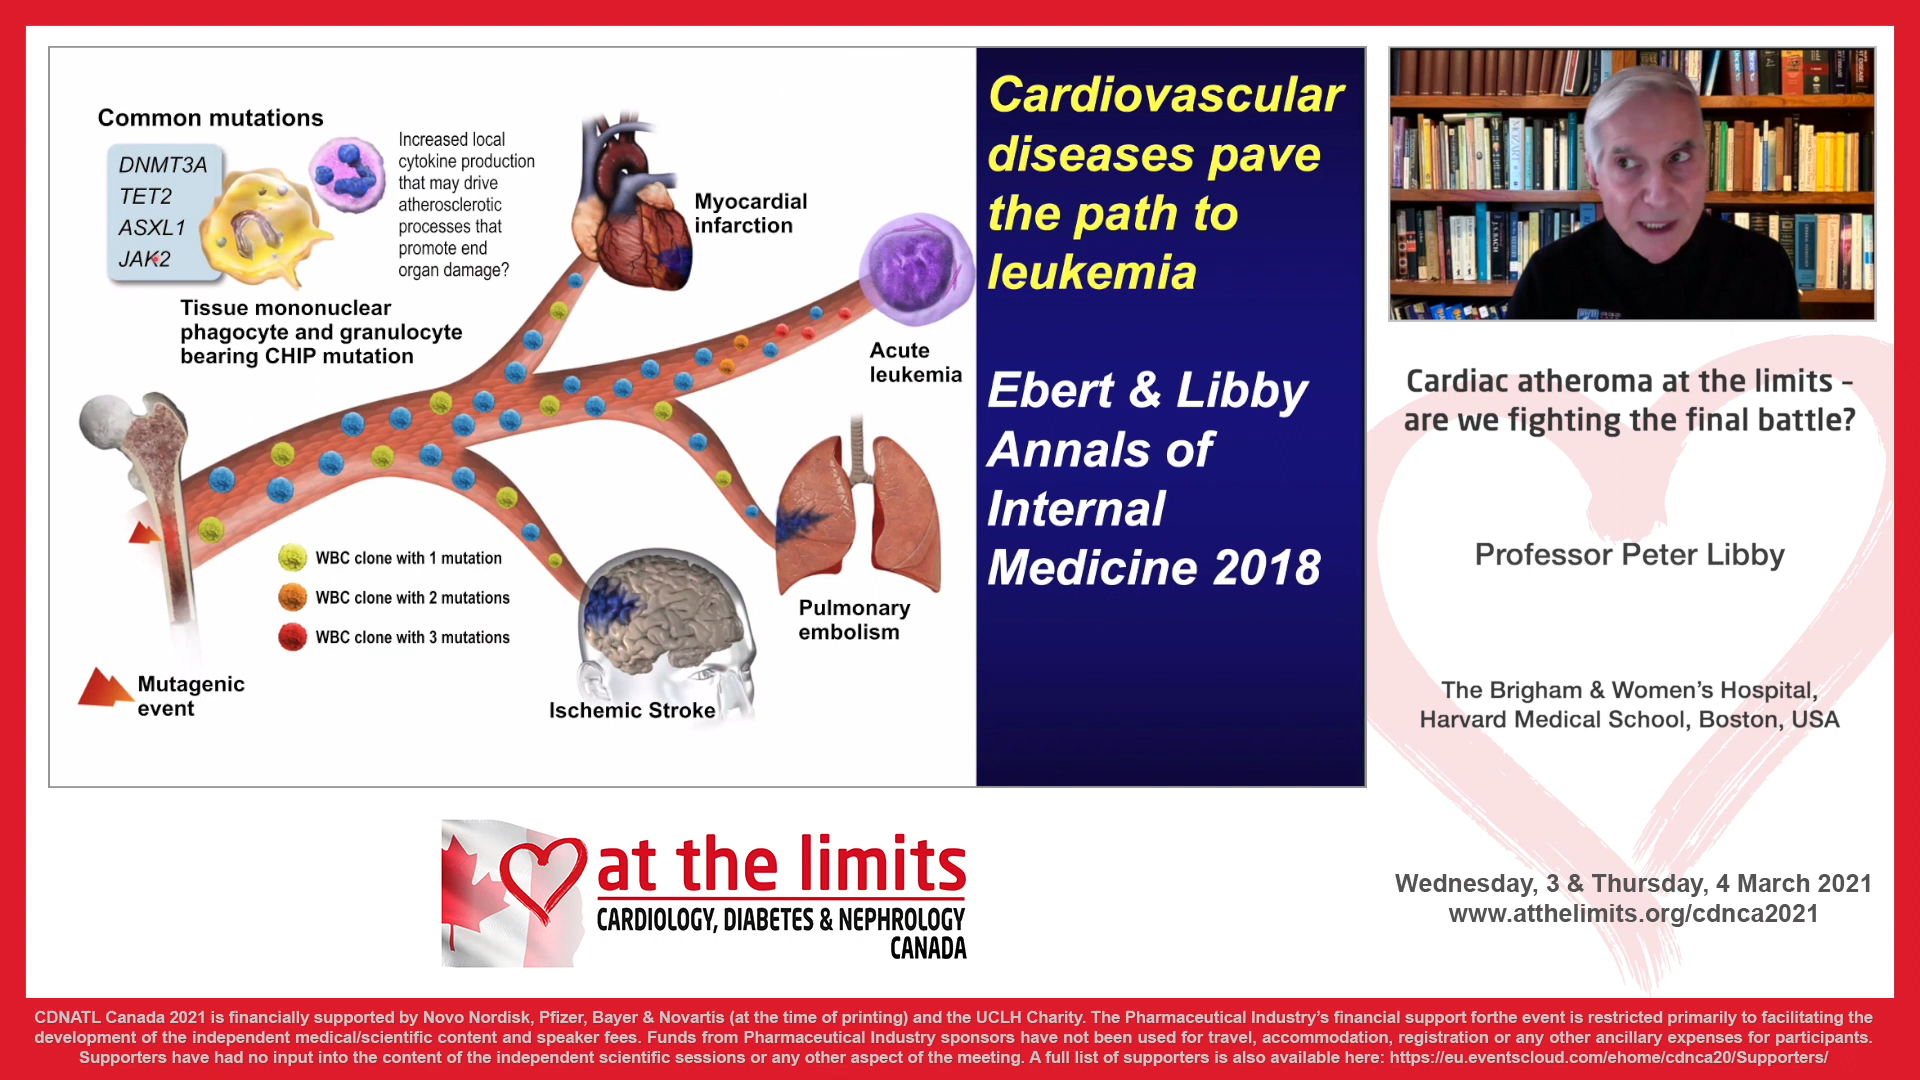 Common mutations
DNMT3A
TET2
ASXL1
JAK2
Increased local
cytokine production
that may drive
atherosclerotic
processes that
promote end
organ damage?
Tissue mononuclear
phagocyte and granulocyte
bearing CHIP mutation
Myocardial
infarction
Acute
leukemia
WBC clone with 1 mutation
WBC clone with 2 mutations
WBC clone with 3 mutations
Pulmonary
embolism
Mutagenic
event
Ischemic Stroke
Cardiovascular
diseases pave
the path to
leukemia
Ebert & Libby
Annals of
Internal
Medicine 2018
Cardiac atheroma at the limits –
are we fighting the final battle?
Professor Peter Libby
The Brigham & Women's Hospital,
Harvard Medical School, Boston, USA
at the limits
CARDIOLOGY, DIABETES & NEPHROLOGY
CANADA
Wednesday, 3 & Thursday, 4 March 2021
www.atthelimits.org/cdnca2021
CDNATL Canada 2021 is financially supported by Novo Nordisk, Pfizer, Bayer & Novartis (at the time of printing) and the UCLH Charity. The Pharmaceutical Industry's financial support forthe event is restricted primarily to facilitating the
development of the independent medical/scientific content and speaker fees. Funds from Pharmaceutical Industry sponsors have not been used for travel, accommodation, registration or any other ancillary expenses for participants.
Supporters have had no input into the content of the independent scientific sessions or any other aspect of the meeting. A full list of supporters is also available here: https://eu.eventscloud.com/ehome/cdnca20/Supporters/